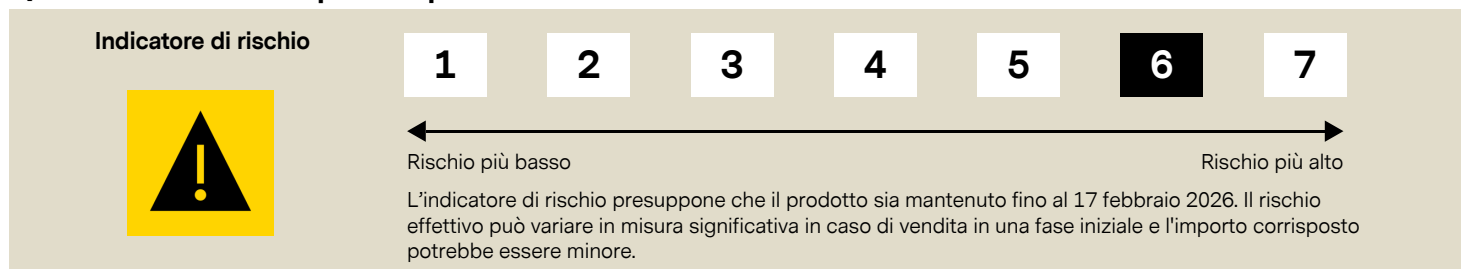 Indicatore di rischio
1 2 3 4 5 6 7
Rischio più basso Rischio più alto
L'indicatore di rischio presuppone che il prodotto sia mantenuto fino al 17 febbraio 2026. Il rischio
effettivo può variare in misura significativa in caso di vendita in una fase iniziale e l'importo corrisposto
potrebbe essere minore.